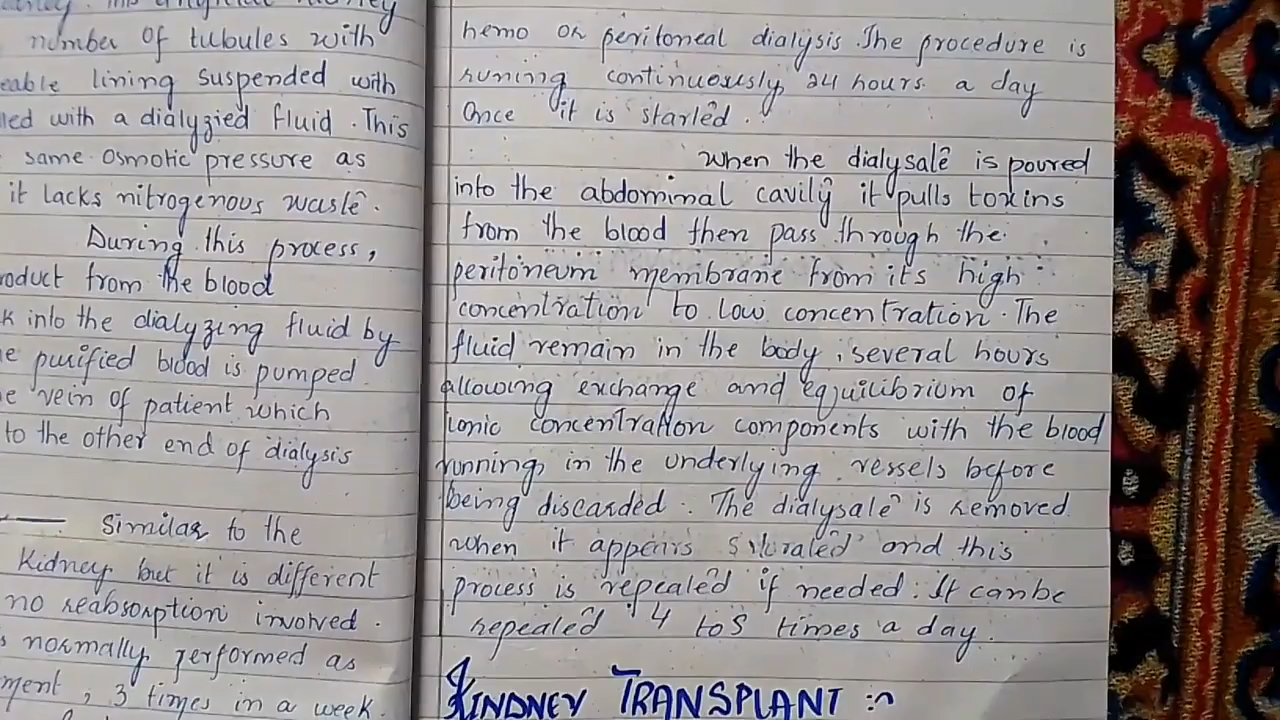 number of tubules with
eable lining suspended with
led with a dialyzied fluid. This
same osmotic pressure as
it lacks nitrogenous waste.
During this process,
roduct from the blood
k into the dialyzing fluid by
e purified blood is pumped
e vein of patient which
to the other end of dialysis
Similar to the
Kidney but it is different
no reabsorption involved.
s normally performed as
ment, 3 times in a week.
hemo or peritoneal dialysis. The procedure is
runing continuously 24 hours a day
Once it is started.
When the dialysate is poured
into the abdominal cavity it pulls toxins
from the blood then pass through the
peritoneum membrane from its high
concentration to low concentration. The
fluid remain in the body, several hours
allowing exchange and equilibrium of
ionic concentration components with the blood
running in the underlying vessels before
being discarded. The dialysate is removed
when it appears saturated and this
process is repeated if needed. It can be
repeated 4 to 5 times a day.
KINDNEY TRANSPLANT :-